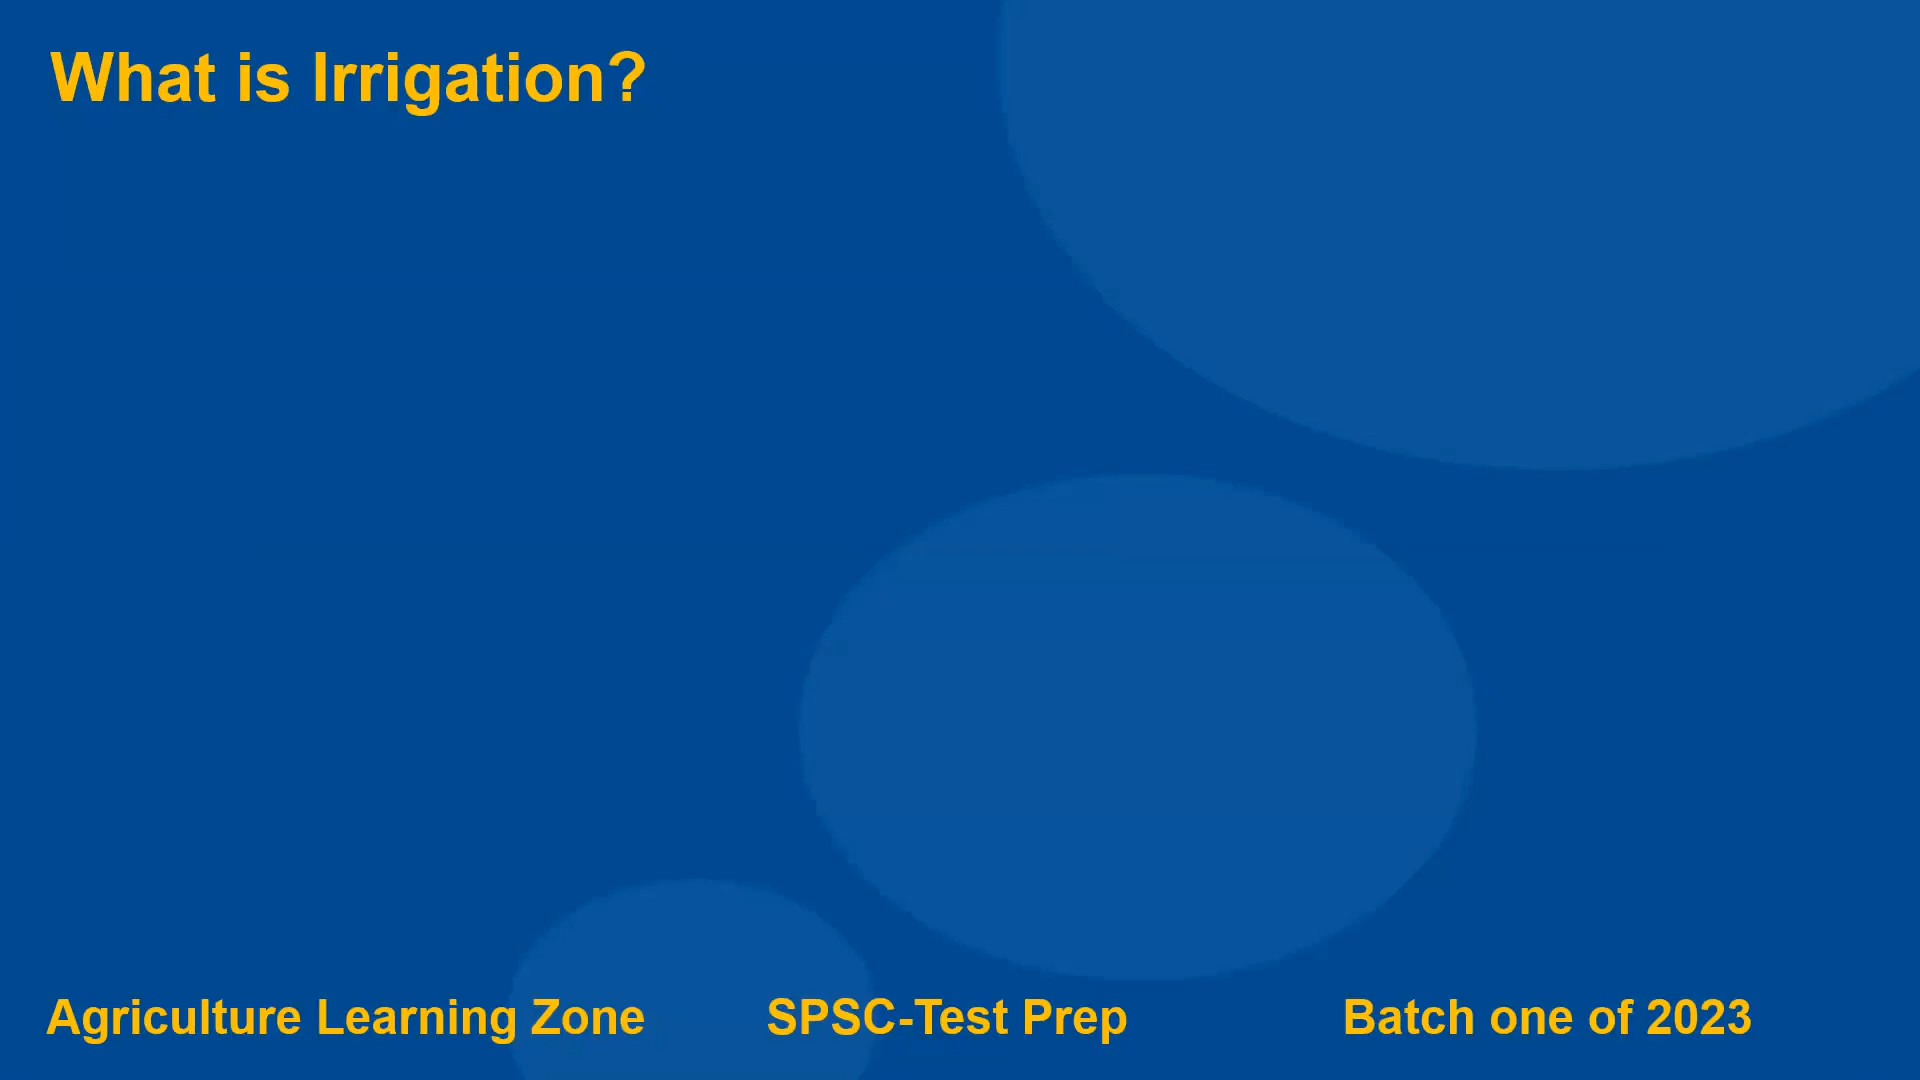 What is Irrigation?
Agriculture Learning Zone SPSC-Test Prep Batch one of 2023